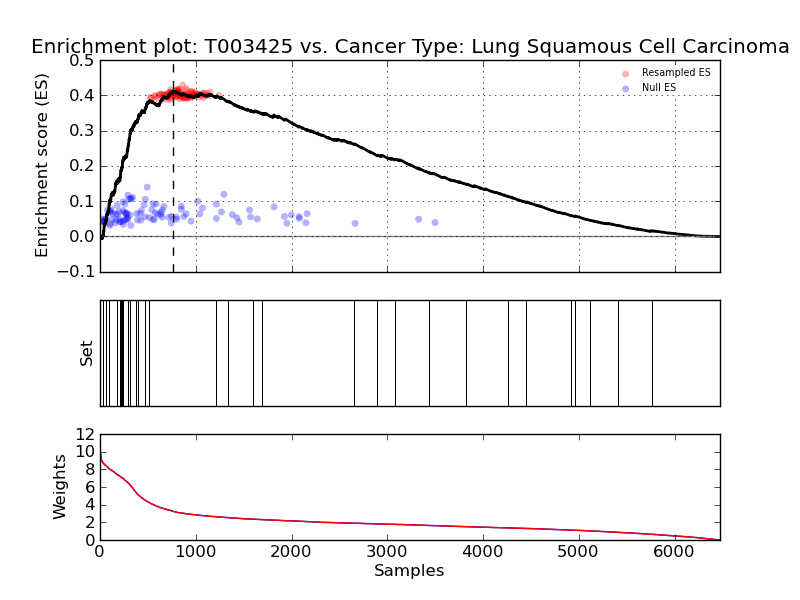 Enrichment plot: T003425 vs. Cancer Type: Lung Squamous Cell Carcinoma
0.5
0.4
0.3
0.2
0.1
0.0
−0.1
Enrichment score (ES)
Resampled ES
Null ES
Set
12
10
8
6
4
2
0
Weights
0 1000 2000 3000 4000 5000 6000
Samples